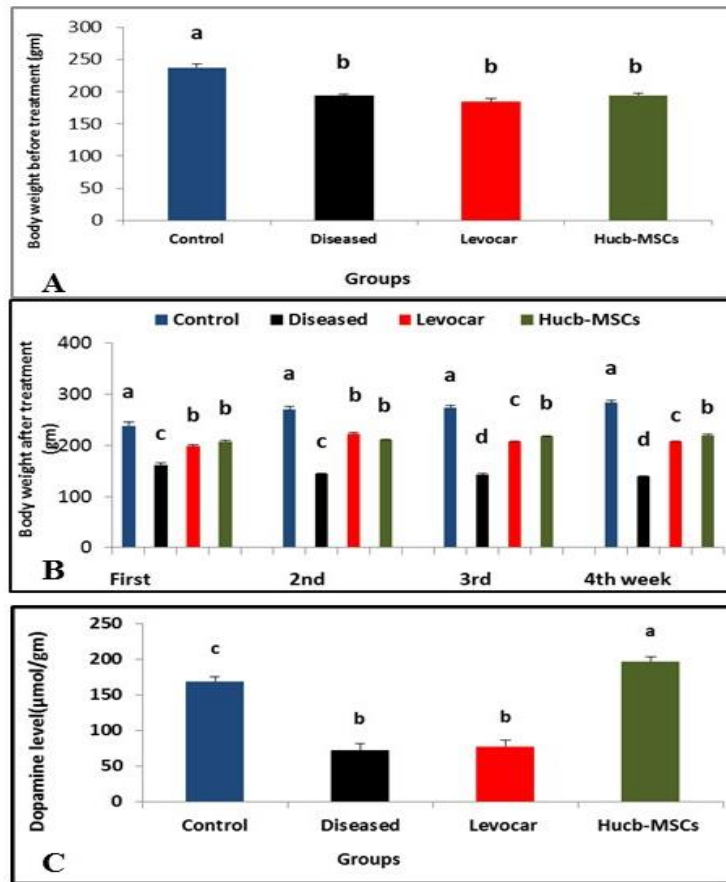 300
250
200
150
100
50
0
Body weight before treatment (gm)
a
b
b
b
Control Diseased Levocar Hucb-MSCs
Groups
A
Control Diseased Levocar Hucb-MSCs
400
300
200
100
0
Body weight after treatment
(gm)
a c b b
a c b b
a d c b
a d c b
First 2nd 3rd 4th week
B
250
200
150
100
50
0
Dopamine level(µmol/gm)
c
b
b
a
Control Diseased Levocar Hucb-MSCs
Groups
C